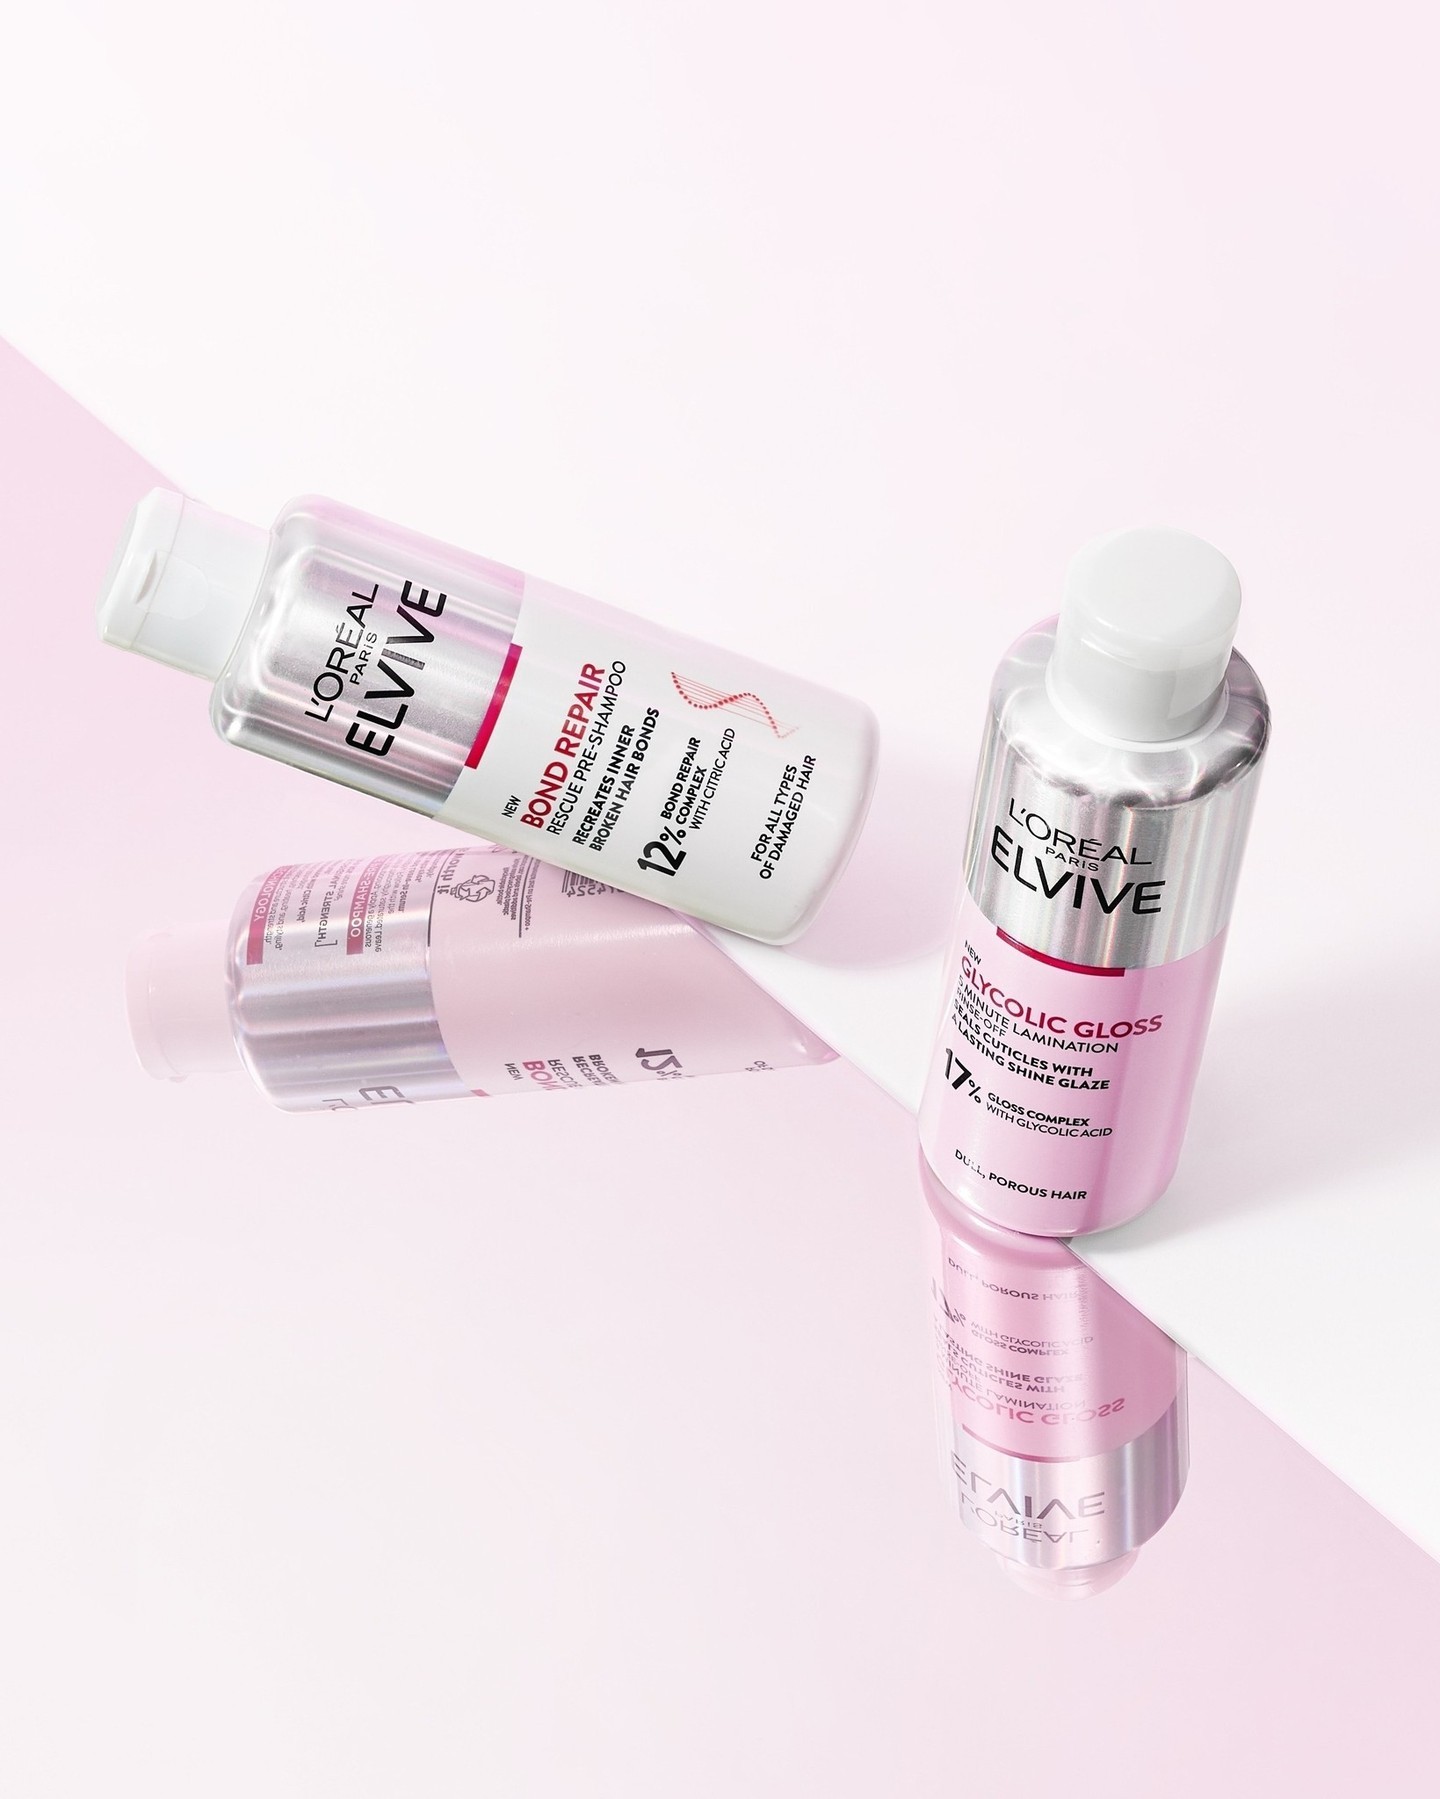 L'ORÉAL
PARIS
ELVIVE
NEW
BOND REPAIR
RESCUE PRE-SHAMPOO
RECREATES INNER
BROKEN HAIR BONDS
12% BOND REPAIR
COMPLEX
WITH CITRIC ACID
FOR ALL TYPES
OF DAMAGED HAIR
L'ORÉAL
PARIS
ELVIVE
NEW
GLYCOLIC GLOSS
5 MINUTE LAMINATION
RINSE-OFF
SEALS CUTICLES WITH
A LASTING SHINE GLAZE
17% GLOSS COMPLEX
WITH GLYCOLIC ACID
DULL, POROUS HAIR